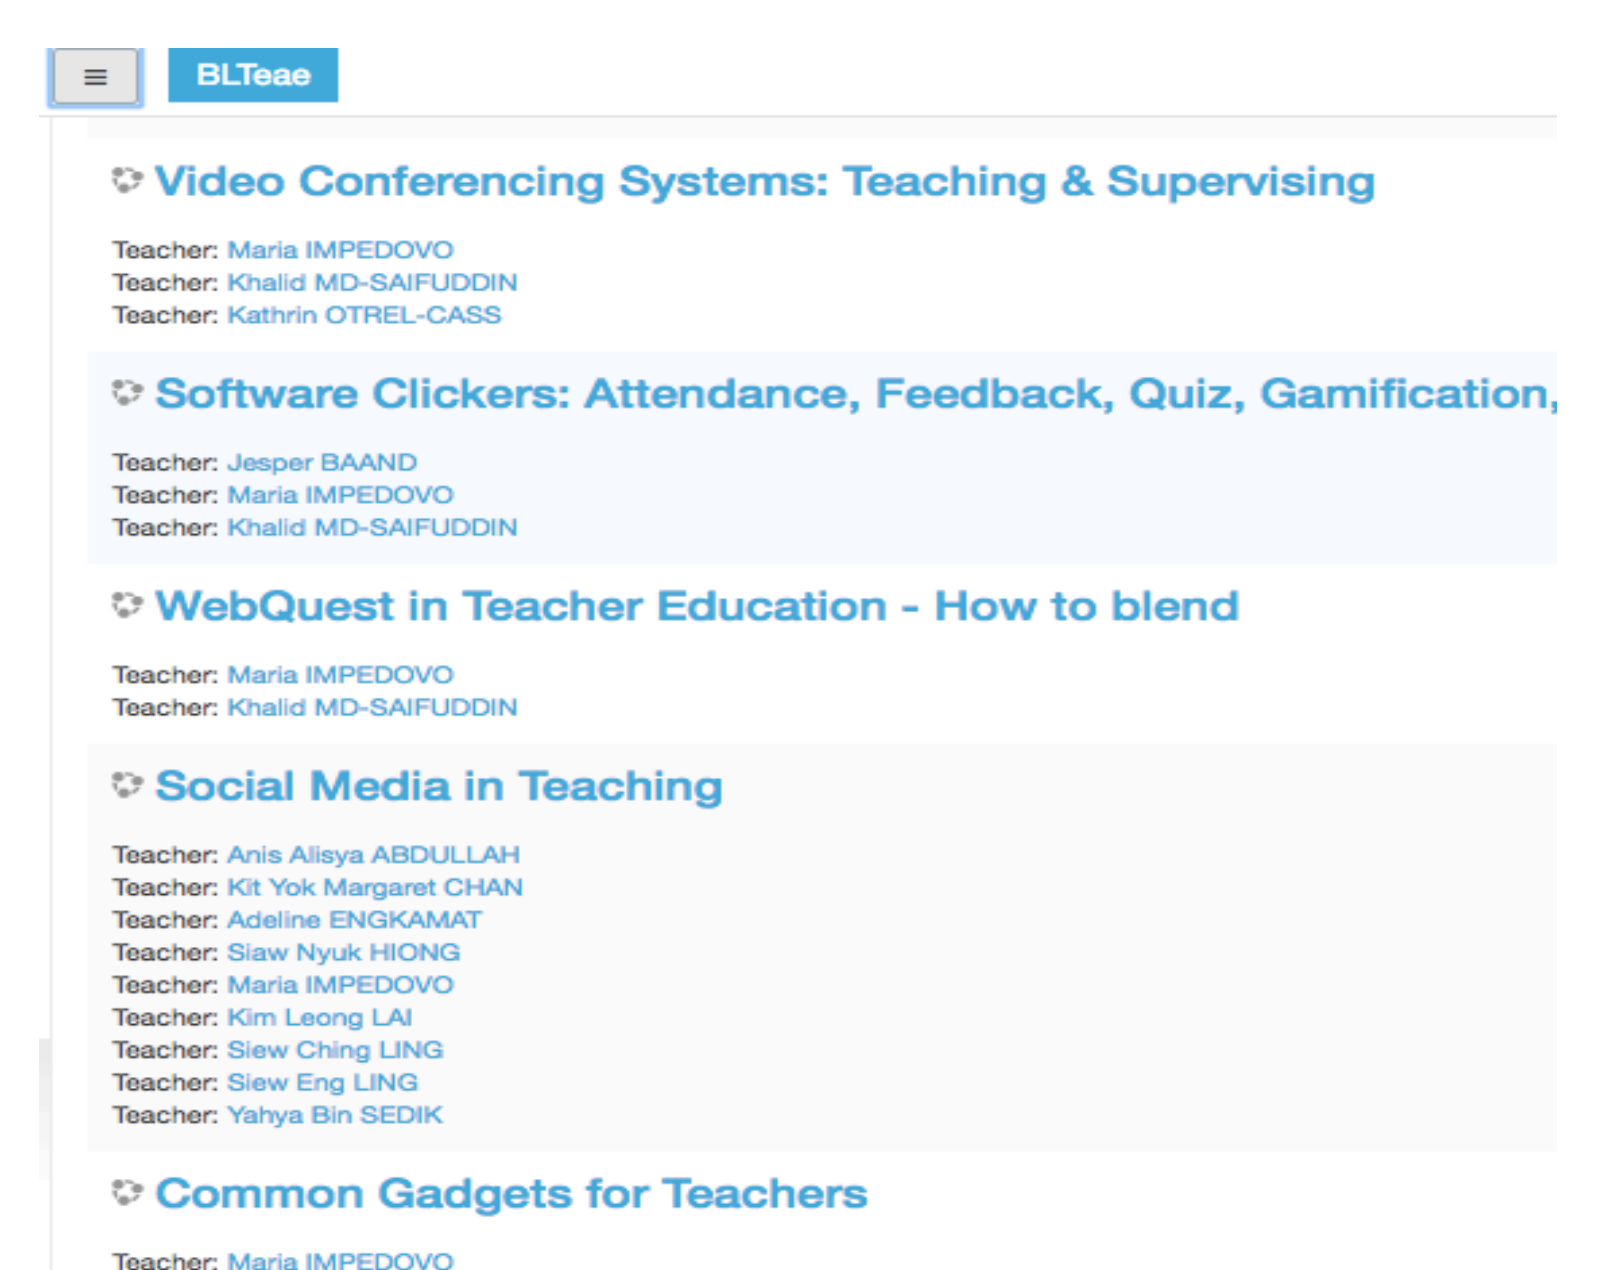 BLTeae
Video Conferencing Systems: Teaching & Supervising
Teacher: Maria IMPEDOVO
Teacher: Khalid MD-SAIFUDDIN
Teacher: Kathrin OTREL-CASS
Software Clickers: Attendance, Feedback, Quiz, Gamification,
Teacher: Jesper BAAND
Teacher: Maria IMPEDOVO
Teacher: Khalid MD-SAIFUDDIN
WebQuest in Teacher Education - How to blend
Teacher: Maria IMPEDOVO
Teacher: Khalid MD-SAIFUDDIN
Social Media in Teaching
Teacher: Anis Alisya ABDULLAH
Teacher: Kit Yok Margaret CHAN
Teacher: Adeline ENGKAMAT
Teacher: Siaw Nyuk HIONG
Teacher: Maria IMPEDOVO
Teacher: Kim Leong LAI
Teacher: Siew Ching LING
Teacher: Siew Eng LING
Teacher: Yahya Bin SEDIK
Common Gadgets for Teachers
Teacher: Maria IMPEDOVO